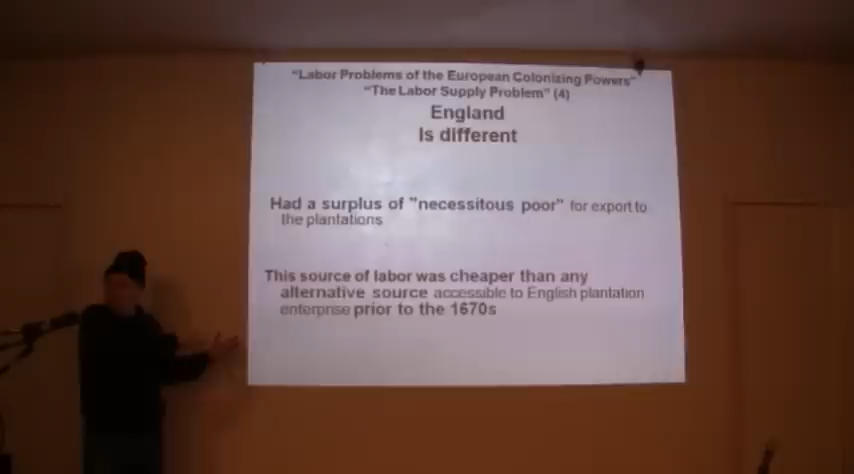 "Labor Problems of the European Colonizing Powers"
"The Labor Supply Problem" (4)
England
Is different
Had a surplus of "necessitous poor" for export to
the plantations
This source of labor was cheaper than any
alternative source accessible to English plantation
enterprise prior to the 1670s